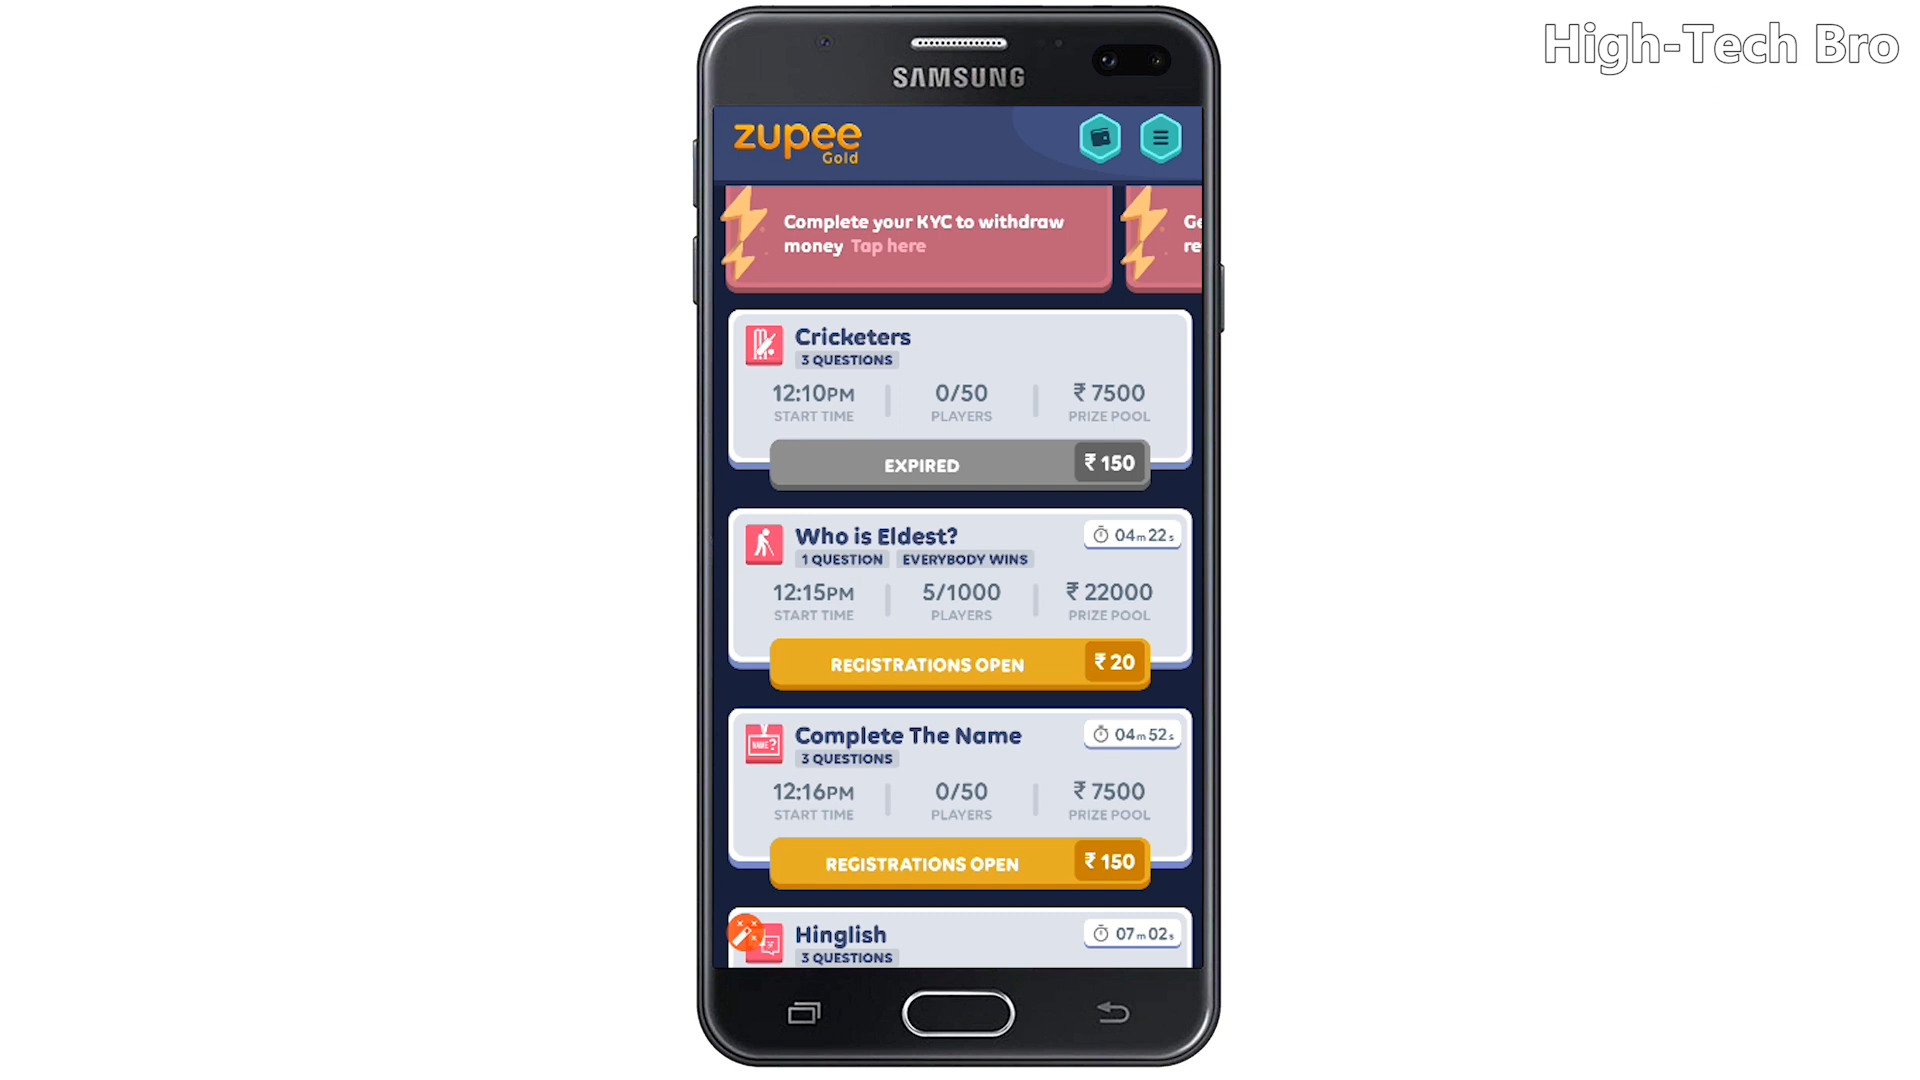 High-Tech Bro
SAMSUNG
zupee
Gold
Complete your KYC to withdraw
money Tap here
Ge
re
Cricketers
3 QUESTIONS
12:10PM 0/50 ₹ 7500
START TIME PLAYERS PRIZE POOL
EXPIRED ₹ 150
Who is Eldest? 04m 22s
1 QUESTION EVERYBODY WINS
12:15PM 5/1000 ₹ 22000
START TIME PLAYERS PRIZE POOL
REGISTRATIONS OPEN ₹ 20
Complete The Name 04m 52s
NAME?
3 QUESTIONS
12:16PM 0/50 ₹ 7500
START TIME PLAYERS PRIZE POOL
REGISTRATIONS OPEN ₹ 150
Hinglish 07m 02s
3 QUESTIONS